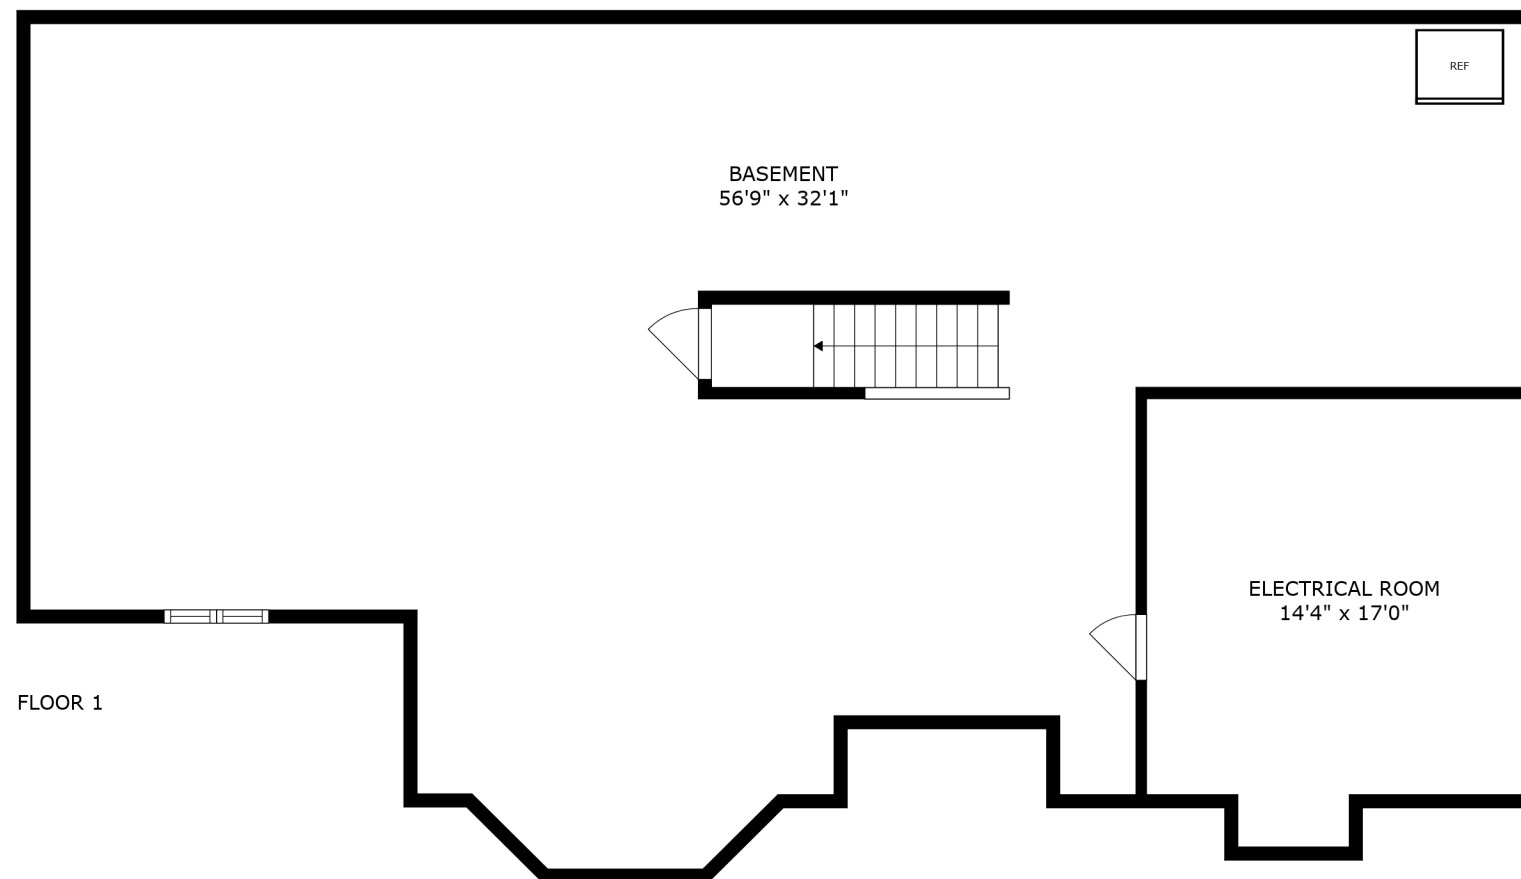 REF
BASEMENT
56'9" x 32'1"
ELECTRICAL ROOM
14'4" x 17'0"
FLOOR 1